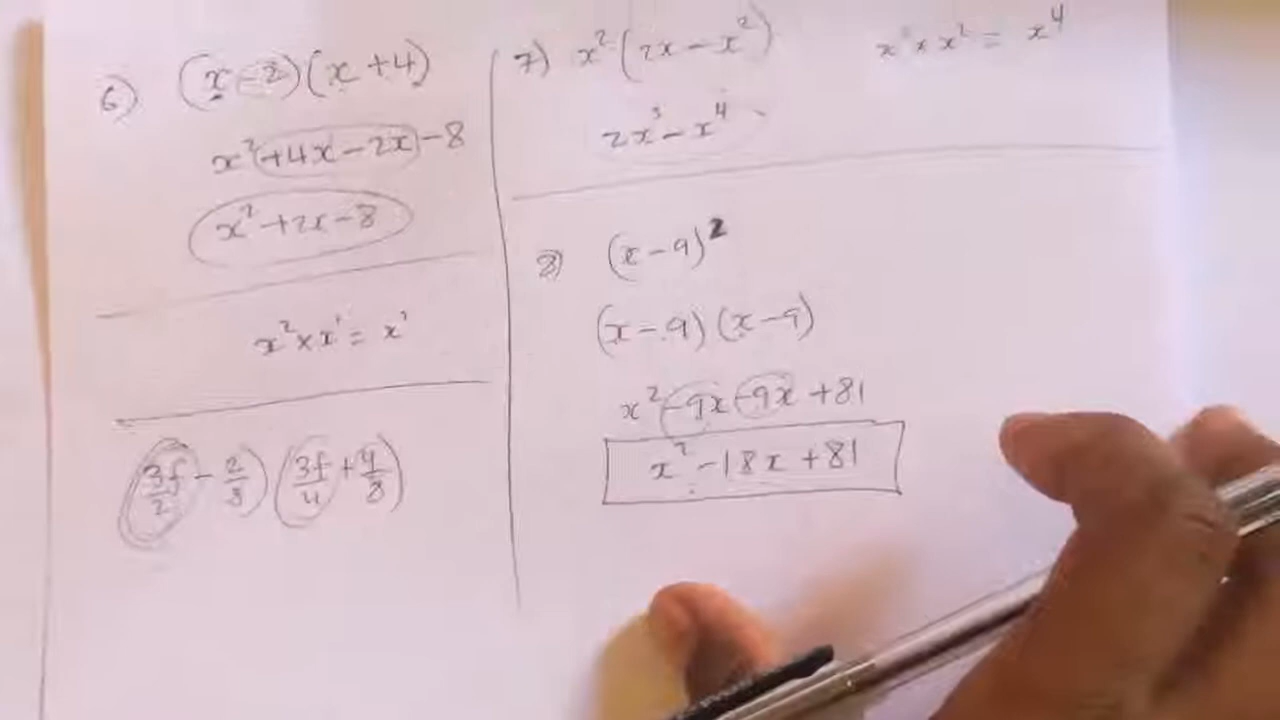 6) (x-2)(x+4)
x²+4x-2x-8
x²+2x-8
x²×x¹=x³
(3f/2 - 2/3)(3f/4 + 4/8)
7) x²(2x-x²)
x²×x²=x⁴
2x³-x⁴
8) (x-9)²
(x-9)(x-9)
x²-9x-9x+81
x²-18x+81